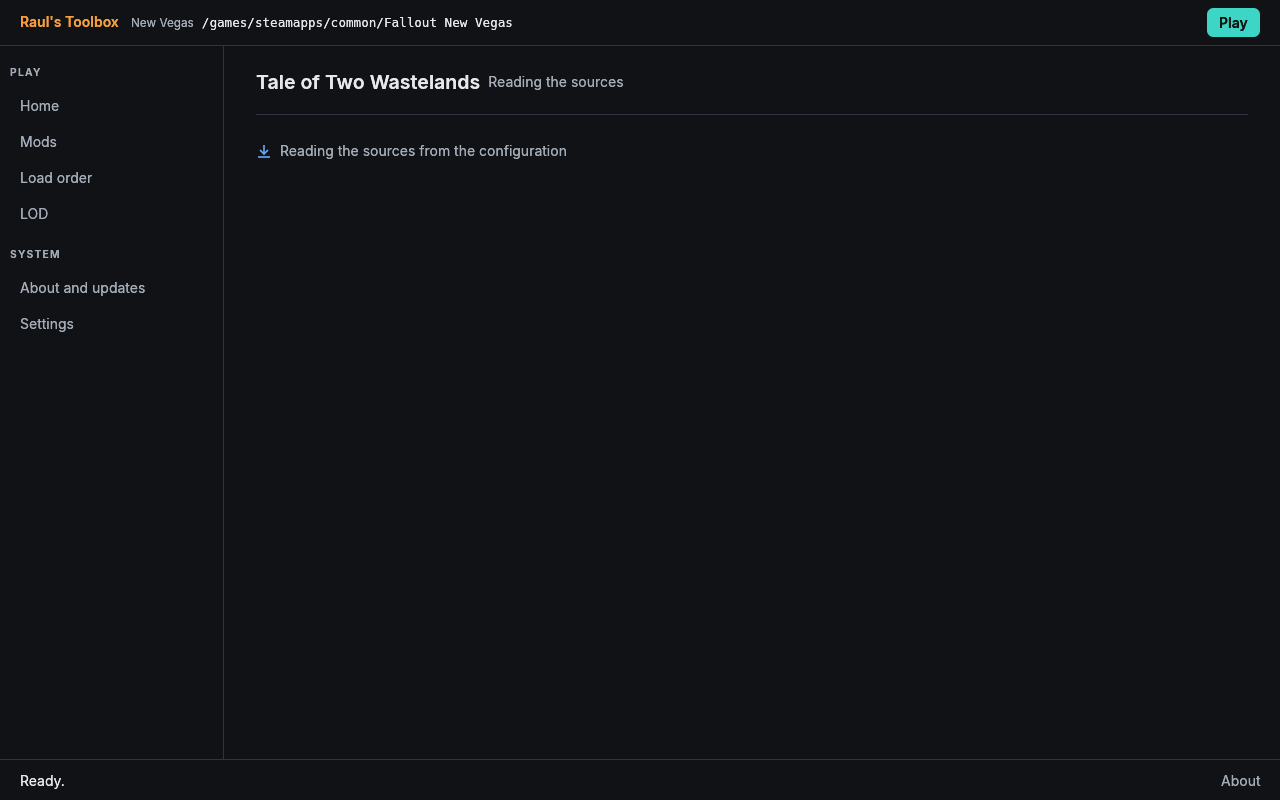 Raul's Toolbox New Vegas /games/steamapps/common/Fallout New Vegas Play
PLAY
Home
Mods
Load order
LOD
SYSTEM
About and updates
Settings
Tale of Two Wastelands Reading the sources
Reading the sources from the configuration
Ready. About